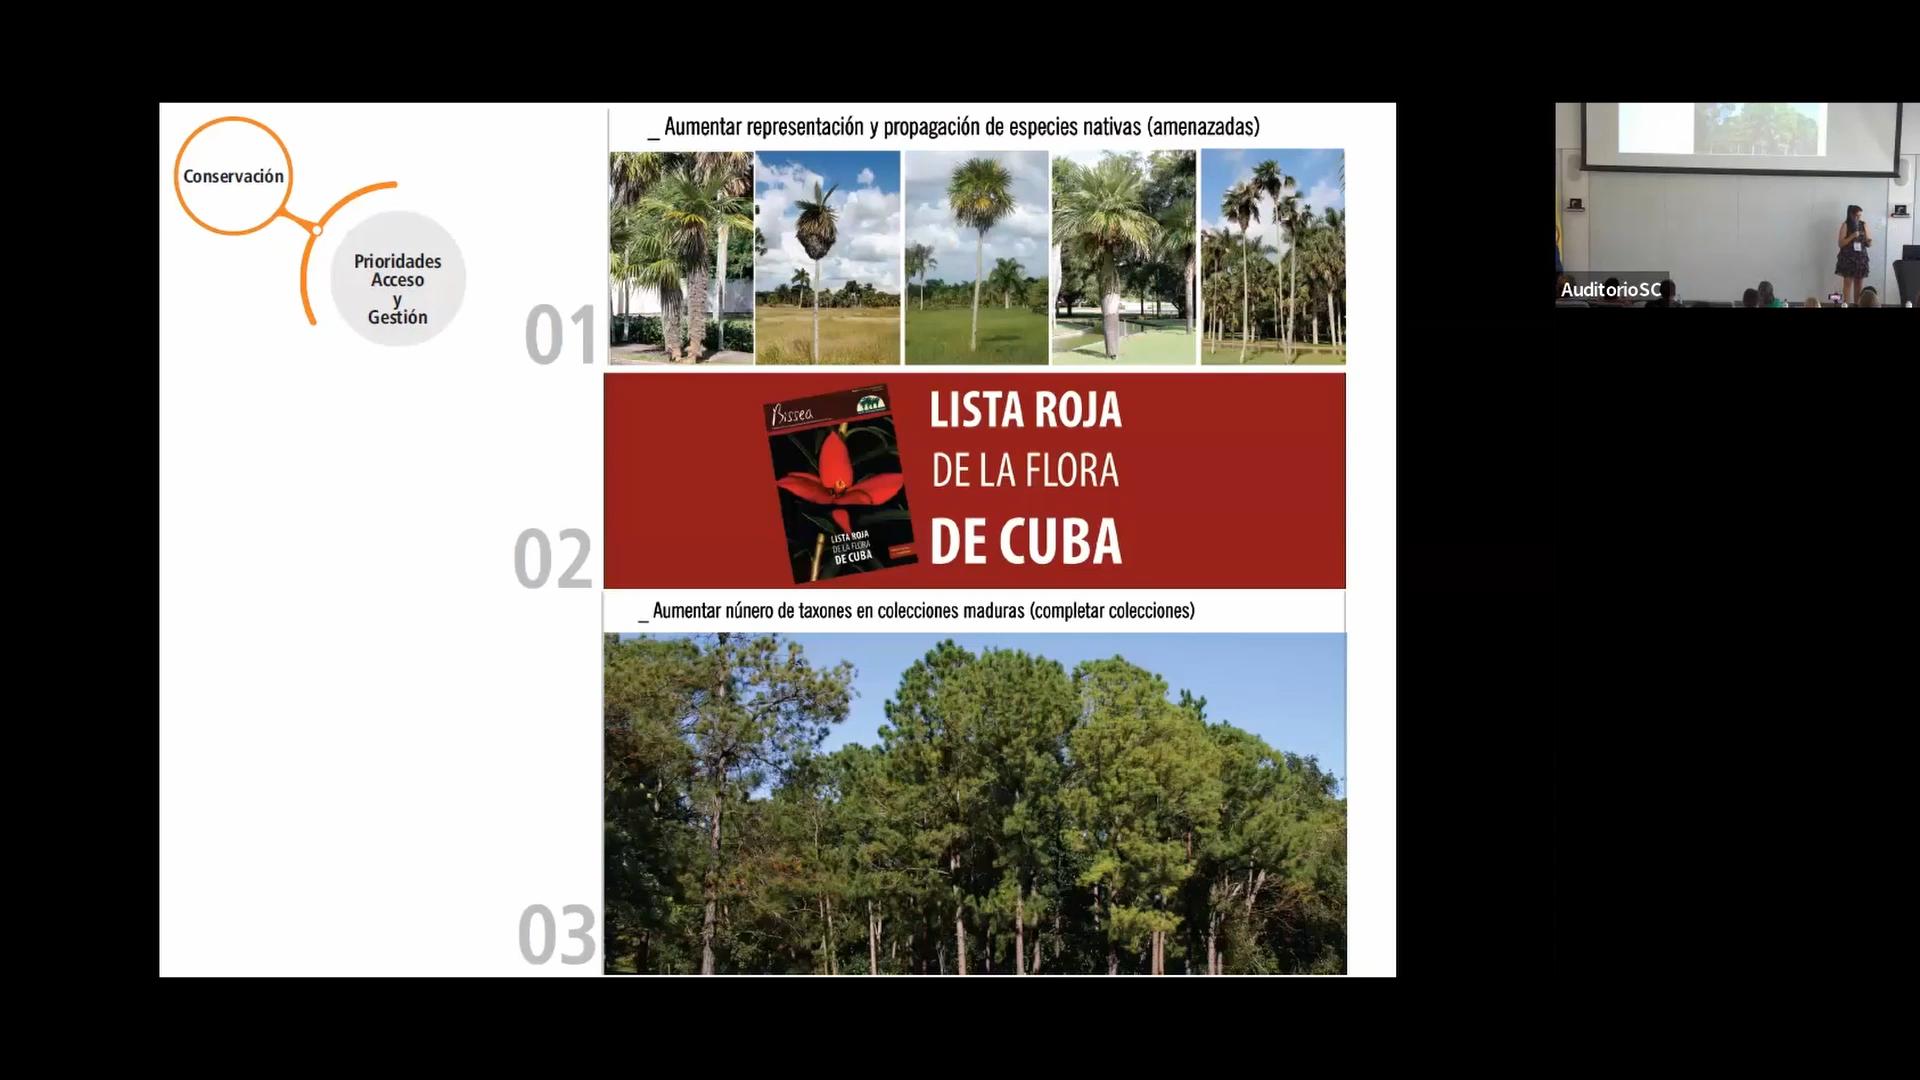 Conservación
Prioridades
Acceso
y
Gestión
01
_ Aumentar representación y propagación de especies nativas (amenazadas)
02
Bissea
LISTA ROJA
DE LA FLORA
DE CUBA
LISTA ROJA
DE LA FLORA
DE CUBA
03
_ Aumentar núnero de taxones en colecciones maduras (completar colecciones)
AuditorioSC